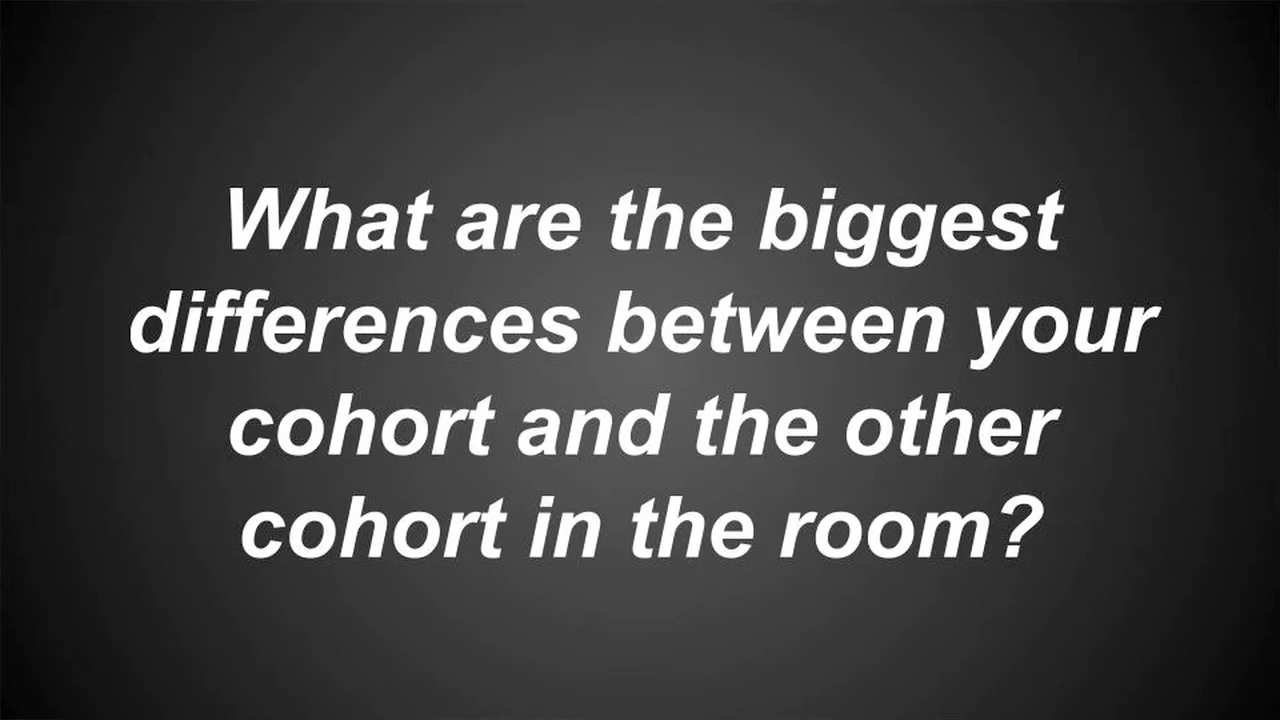 What are the biggest
differences between your
cohort and the other
cohort in the room?